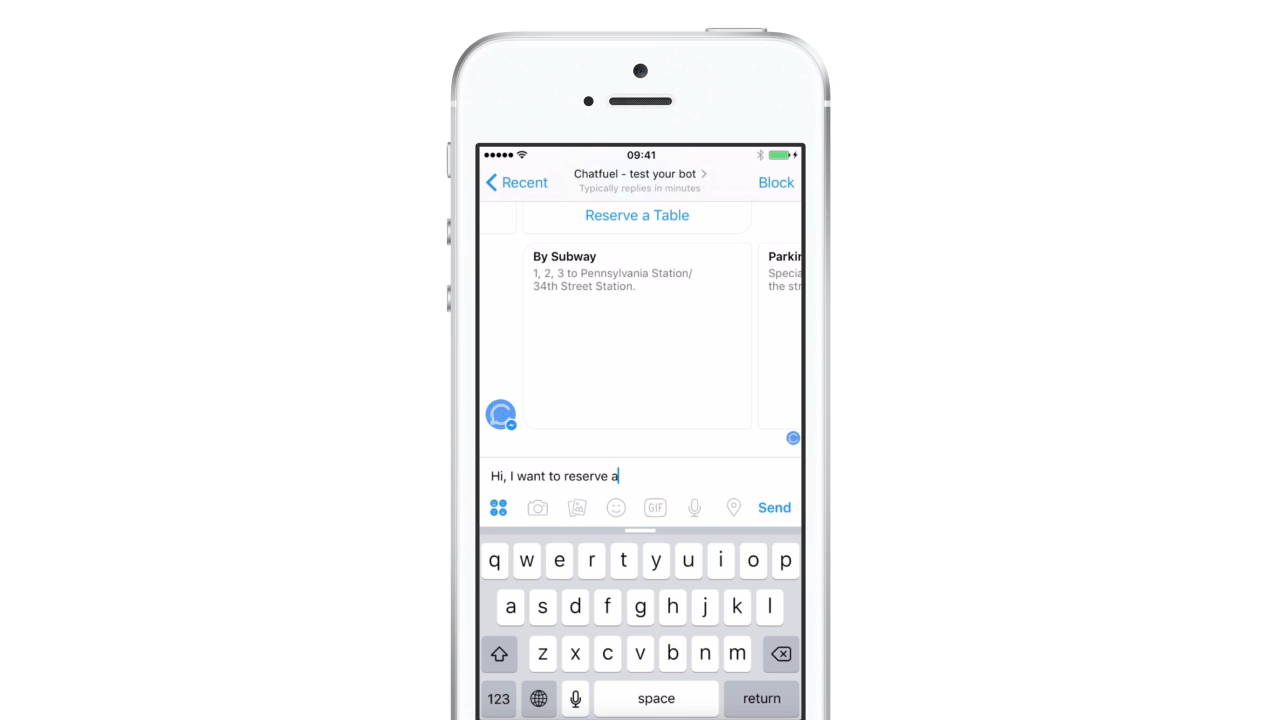 09:41
Recent
Chatfuel - test your bot
Typically replies in minutes
Block
Reserve a Table
By Subway
1, 2, 3 to Pennsylvania Station/
34th Street Station.
Parkin
Specia
the str
Hi, I want to reserve a
GIF
Send
q w e r t y u i o p
a s d f g h j k l
z x c v b n m
123 space return